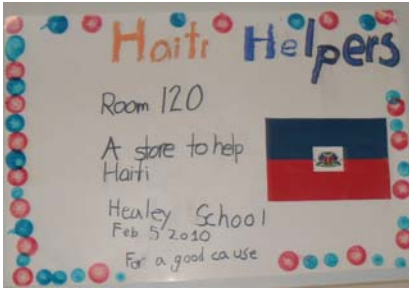 Haiti Helpers
Room 120
A store to help
Haiti
Healey School
Feb 5 2010
For a good cause